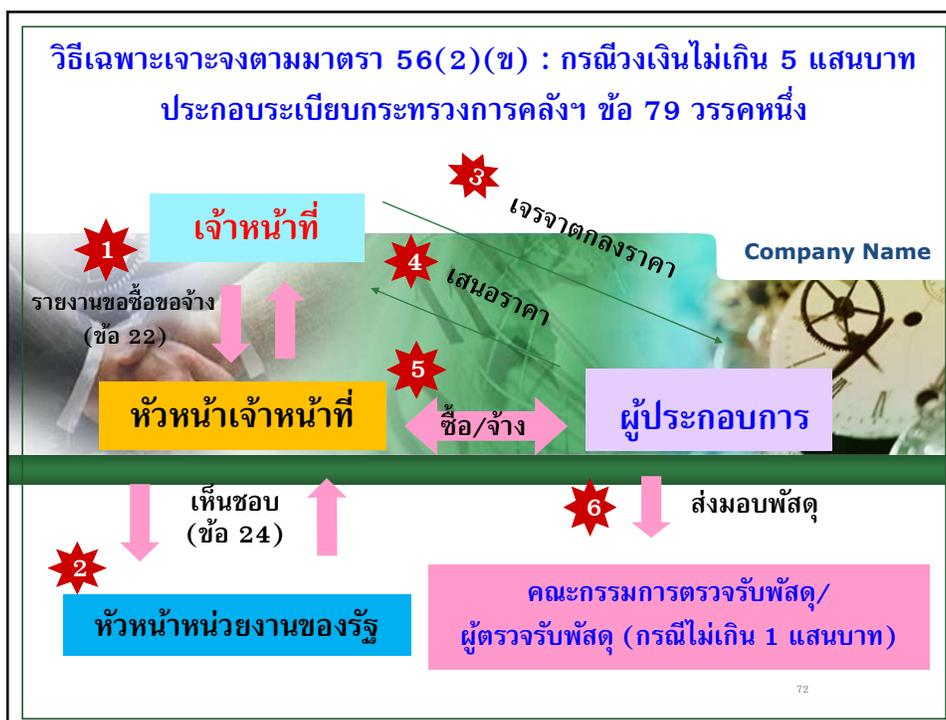 วิธีเฉพาะเจาะจงตามมาตรา 56(2)(ข) : กรณีวงเงินไม่เกิน 5 แสนบาท
ประกอบระเบียบกระทรวงการคลังฯ ข้อ 79 วรรคหนึ่ง
3
เจ้าหน้าที่
เจรจาตกลงราคา
1
4
Company Name
เสนอราคา
รายงานขอซื้อขอจ้าง
(ข้อ 22)
5
หัวหน้าเจ้าหน้าที่
ซื้อ/จ้าง
ผู้ประกอบการ
เห็นชอบ
(ข้อ 24)
6
ส่งมอบพัสดุ
2
หัวหน้าหน่วยงานของรัฐ
คณะกรรมการตรวจรับพัสดุ/
ผู้ตรวจรับพัสดุ (กรณีไม่เกิน 1 แสนบาท)
72